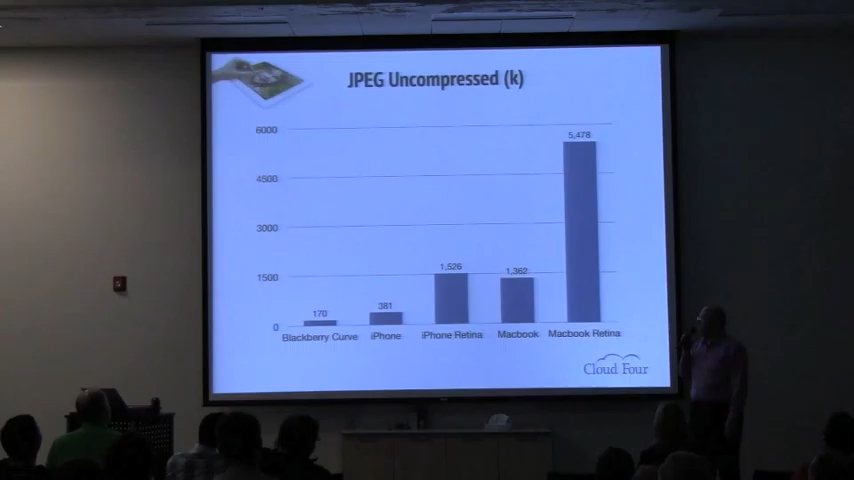 JPEG Uncompressed (k)
6000
4500
3000
1500
0
170
381
1,526
1,362
5,478
Blackberry Curve
iPhone
iPhone Retina
Macbook
Macbook Retina
Cloud Four